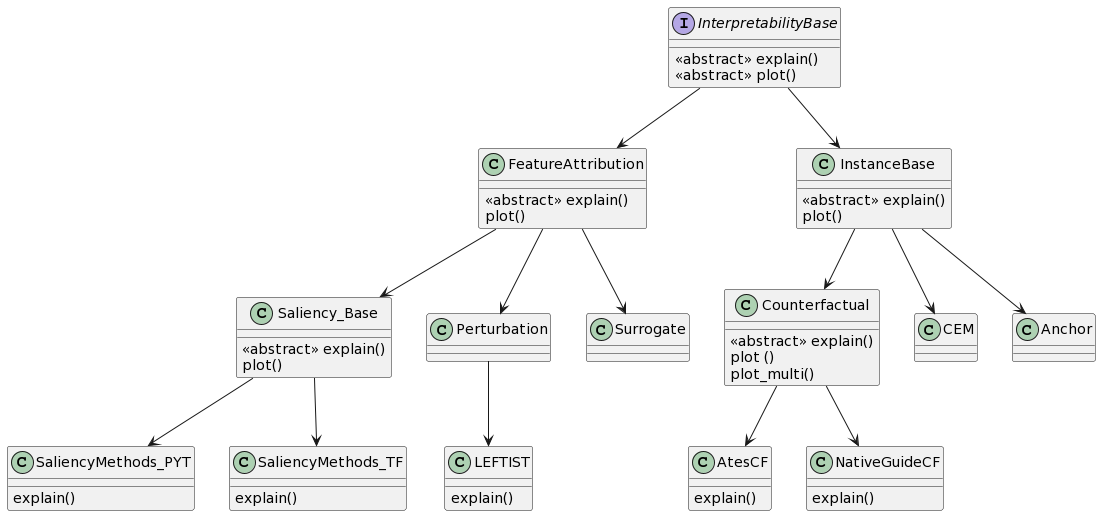 I InterpretabilityBase
«abstract» explain()
«abstract» plot()
C FeatureAttribution
«abstract» explain()
plot()
C InstanceBase
«abstract» explain()
plot()
C Saliency_Base
«abstract» explain()
plot()
C Perturbation
C Surrogate
C Counterfactual
«abstract» explain()
plot ()
plot_multi()
C CEM
C Anchor
C SaliencyMethods_PYT
explain()
C SaliencyMethods_TF
explain()
C LEFTIST
explain()
C AtesCF
explain()
C NativeGuideCF
explain()